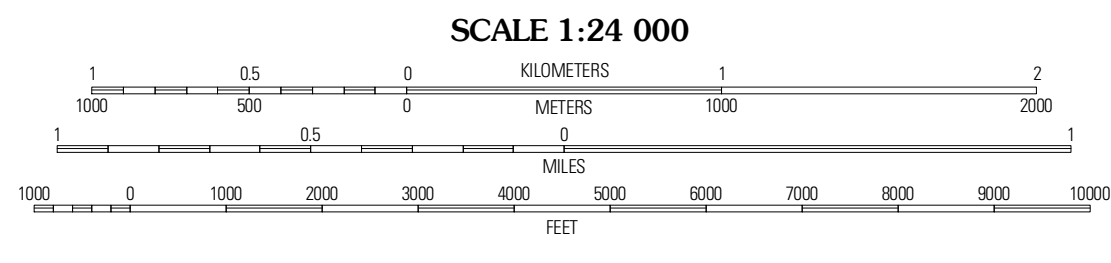 SCALE 1:24 000
1 0.5 0 KILOMETERS 1 2
1000 500 0 METERS 1000 2000
1 0.5 0 1
MILES
1000 0 1000 2000 3000 4000 5000 6000 7000 8000 9000 10000
FEET